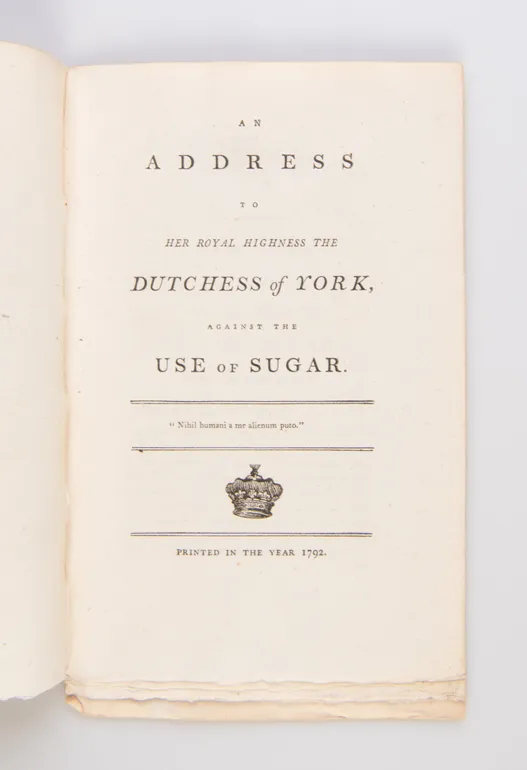 AN
ADDRESS
TO
HER ROYAL HIGHNESS THE
DUTCHESS of YORK,
AGAINST THE
USE OF SUGAR.
“ Nihil humani a me alienum puto.”
PRINTED IN THE YEAR 1792.